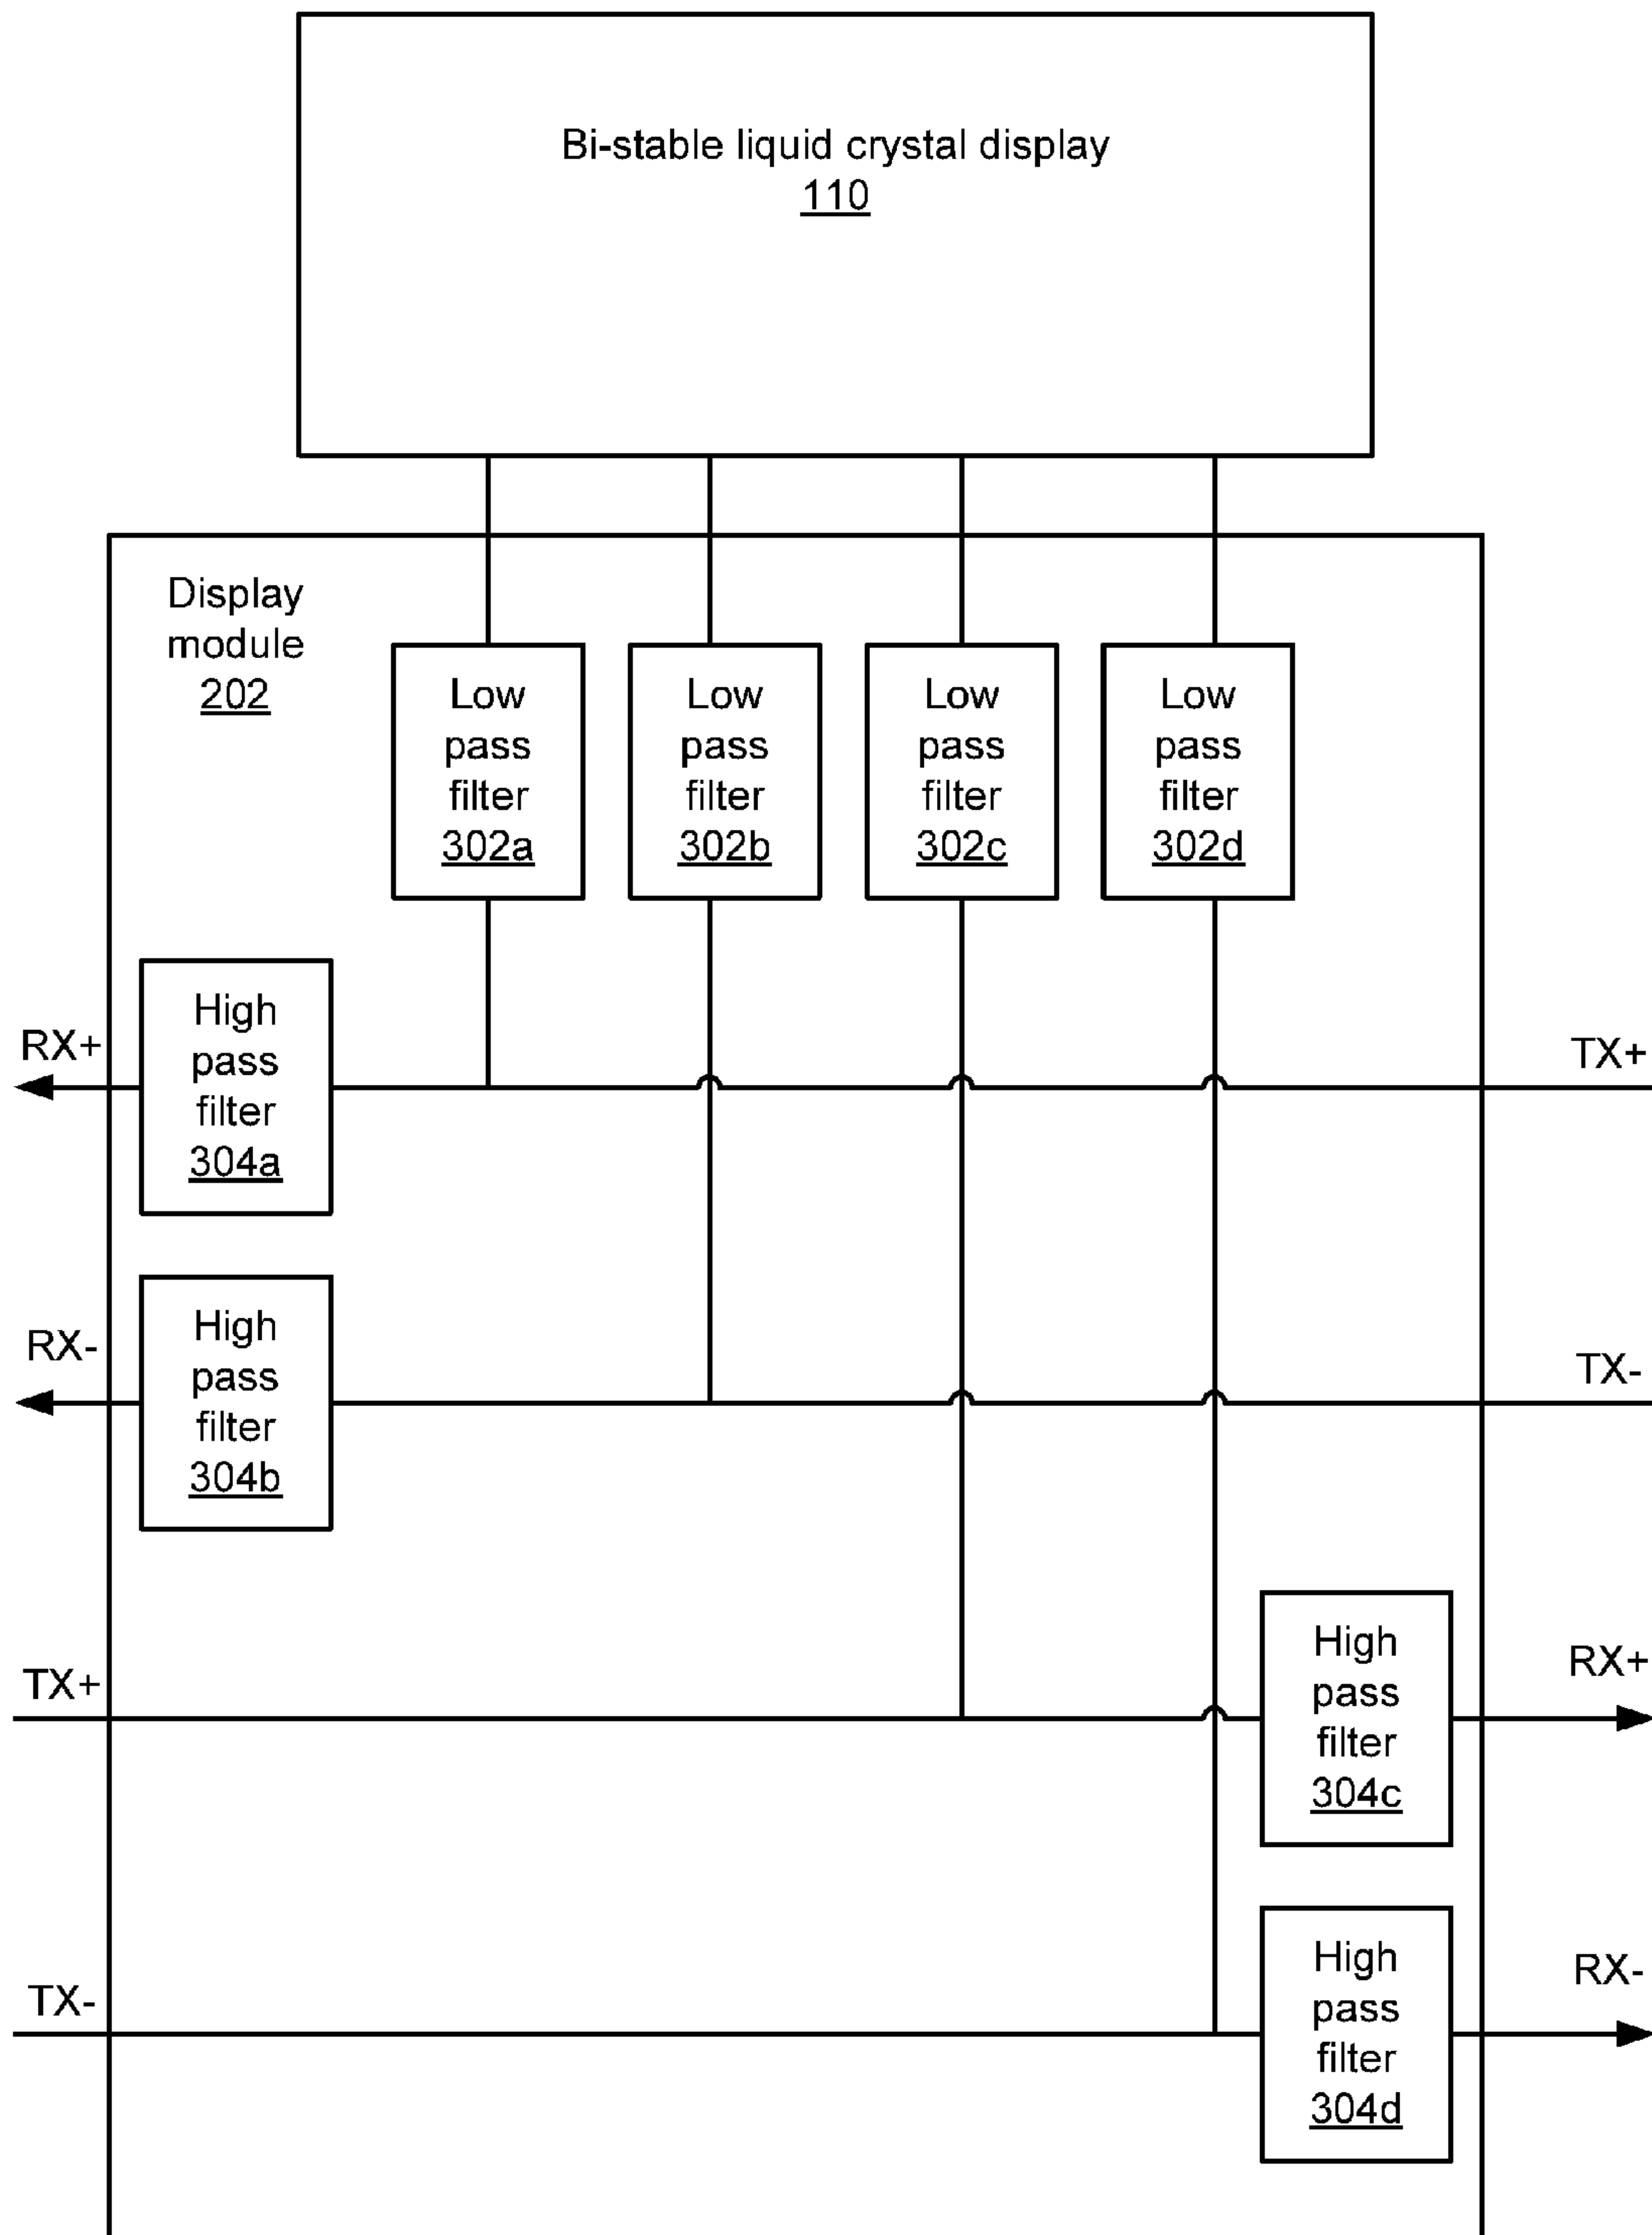 Bi-stable liquid crystal display
110
Display
module
202
Low
pass
filter
302a
Low
pass
filter
302b
Low
pass
filter
302c
Low
pass
filter
302d
High
pass
filter
304a
RX+
TX+
High
pass
filter
304b
RX-
TX-
High
pass
filter
304c
TX+
RX+
High
pass
filter
304d
TX-
RX-